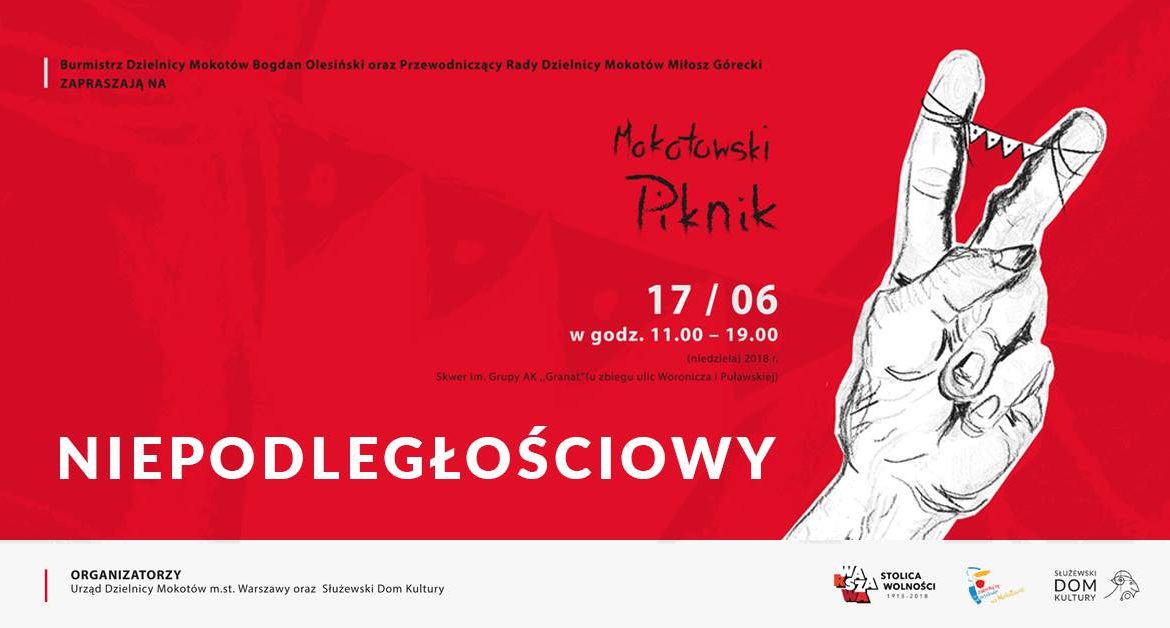 Burmistrz Dzielnicy Mokotów Bogdan Olesiński oraz Przewodniczący Rady Dzielnicy Mokotów Miłosz Górecki
ZAPRASZAJĄ NA
Mokotowski
Piknik
17 / 06
w godz. 11.00 – 19.00
(niedziela) 2018 r.
Skwer im. Grupy AK ,,Granat"(u zbiegu ulic Woronicza i Puławskiej)
NIEPODLEGŁOŚCIOWY
ORGANIZATORZY
Urząd Dzielnicy Mokotów m.st. Warszawy oraz Służewski Dom Kultury
WARSZAWA
STOLICA
WOLNOŚCI
1918-2018
SŁUŻEWSKI
DOM
KULTURY